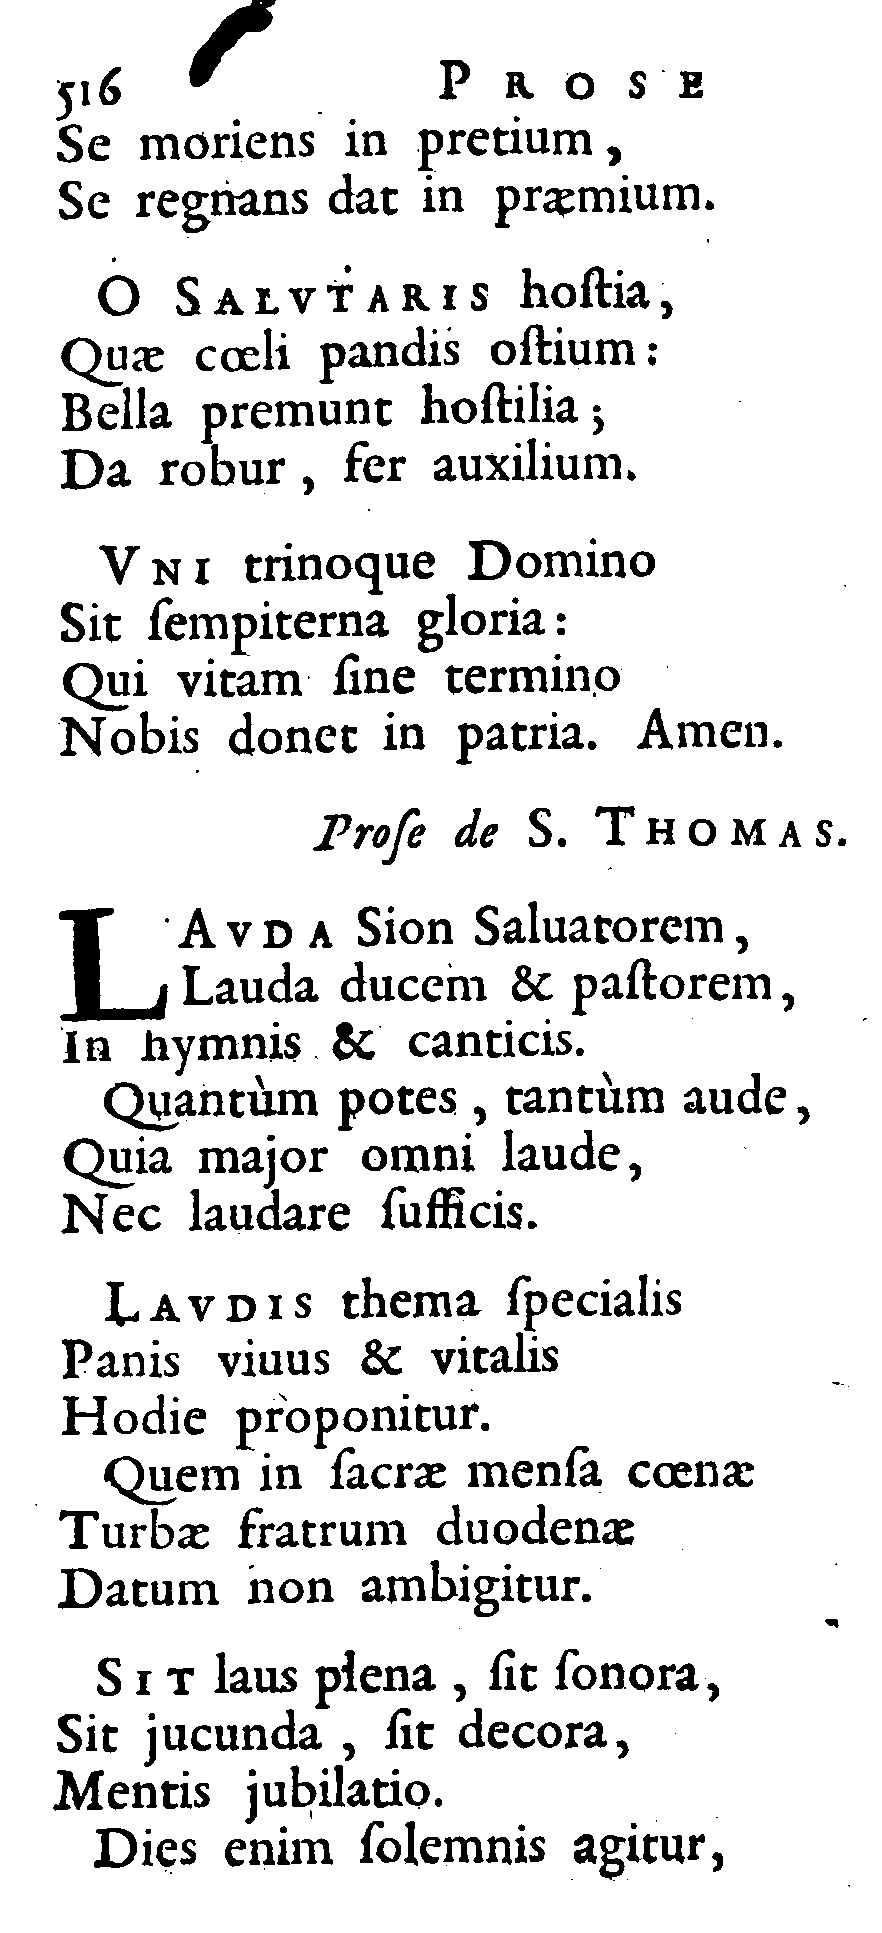 516 PROSE
Se moriens in pretium,
Se regnans dat in præmium.
O SALVTARIS hoſtia,
Quæ cœli pandis oſtium:
Bella premunt hoſtilia;
Da robur, fer auxilium.
VNI trinoque Domino
Sit ſempiterna gloria:
Qui vitam ſine termino
Nobis donet in patria. Amen.
Proſe de S. THOMAS.
LAVDA Sion Saluatorem,
Lauda ducem & paſtorem,
In hymnis & canticis.
Quantùm potes, tantùm aude,
Quia major omni laude,
Nec laudare ſufficis.
LAVDIS thema ſpecialis
Panis viuus & vitalis
Hodie proponitur.
Quem in ſacræ menſa cœnæ
Turbæ fratrum duodenæ
Datum non ambigitur.
SIT laus plena, ſit ſonora,
Sit jucunda, ſit decora,
Mentis jubilatio.
Dies enim ſolemnis agitur,